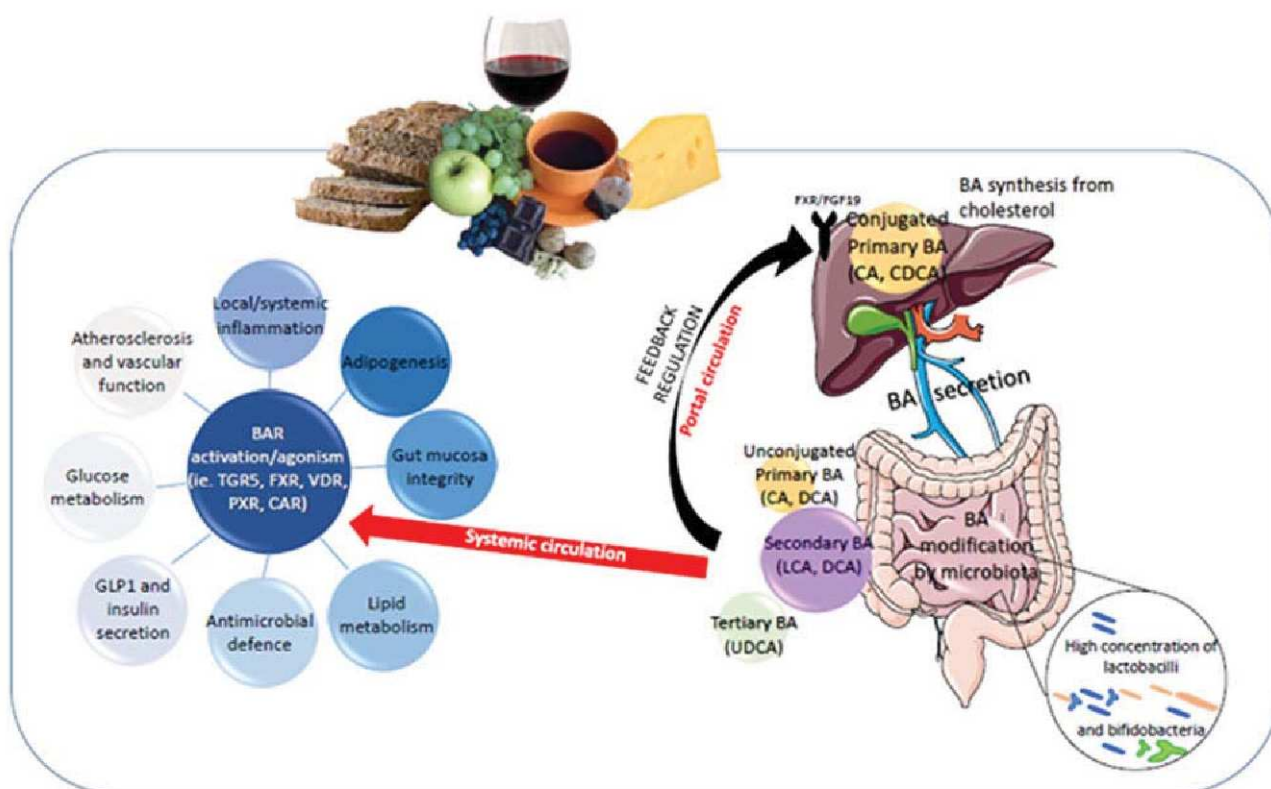 FXR/FGF19
BA synthesis from
cholesterol
Conjugated
Primary BA
(CA, CDCA)
FEEDBACK
REGULATION
Portal circulation
BA secretion
Unconjugated
Primary BA
(CA, DCA)
Secondary BA
(LCA, DCA)
Tertiary BA
(UDCA)
BA
modification
by microbiota
High concentration of
lactobacilli
and bifidobacteria
Systemic circulation
BAR
activation/agonism
(ie. TGR5, FXR, VDR,
PXR, CAR)
Local/systemic
inflammation
Adipogenesis
Gut mucosa
integrity
Lipid
metabolism
Antimicrobial
defence
GLP1 and
insulin
secretion
Glucose
metabolism
Atherosclerosis
and vascular
function